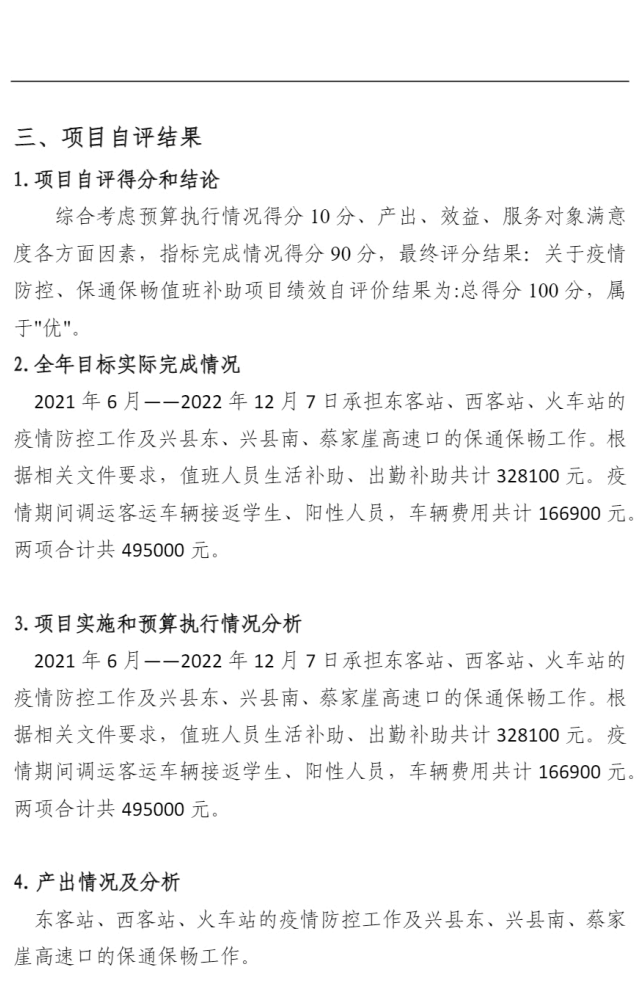 三、项目自评结果
1.项目自评得分和结论
综合考虑预算执行情况得分 10 分、产出、效益、服务对象满意
度各方面因素，指标完成情况得分 90 分，最终评分结果：关于疫情
防控、保通保畅值班补助项目绩效自评价结果为:总得分 100 分，属
于"优"。
2.全年目标实际完成情况
2021 年 6 月——2022 年 12 月 7 日承担东客站、西客站、火车站的
疫情防控工作及兴县东、兴县南、蔡家崖高速口的保通保畅工作。根
据相关文件要求，值班人员生活补助、出勤补助共计 328100 元。疫
情期间调运客运车辆接返学生、阳性人员，车辆费用共计 166900 元。
两项合计共 495000 元。
3.项目实施和预算执行情况分析
2021 年 6 月——2022 年 12 月 7 日承担东客站、西客站、火车站的
疫情防控工作及兴县东、兴县南、蔡家崖高速口的保通保畅工作。根
据相关文件要求，值班人员生活补助、出勤补助共计 328100 元。疫
情期间调运客运车辆接返学生、阳性人员，车辆费用共计 166900 元。
两项合计共 495000 元。
4. 产出情况及分析
东客站、西客站、火车站的疫情防控工作及兴县东、兴县南、蔡家
崖高速口的保通保畅工作。